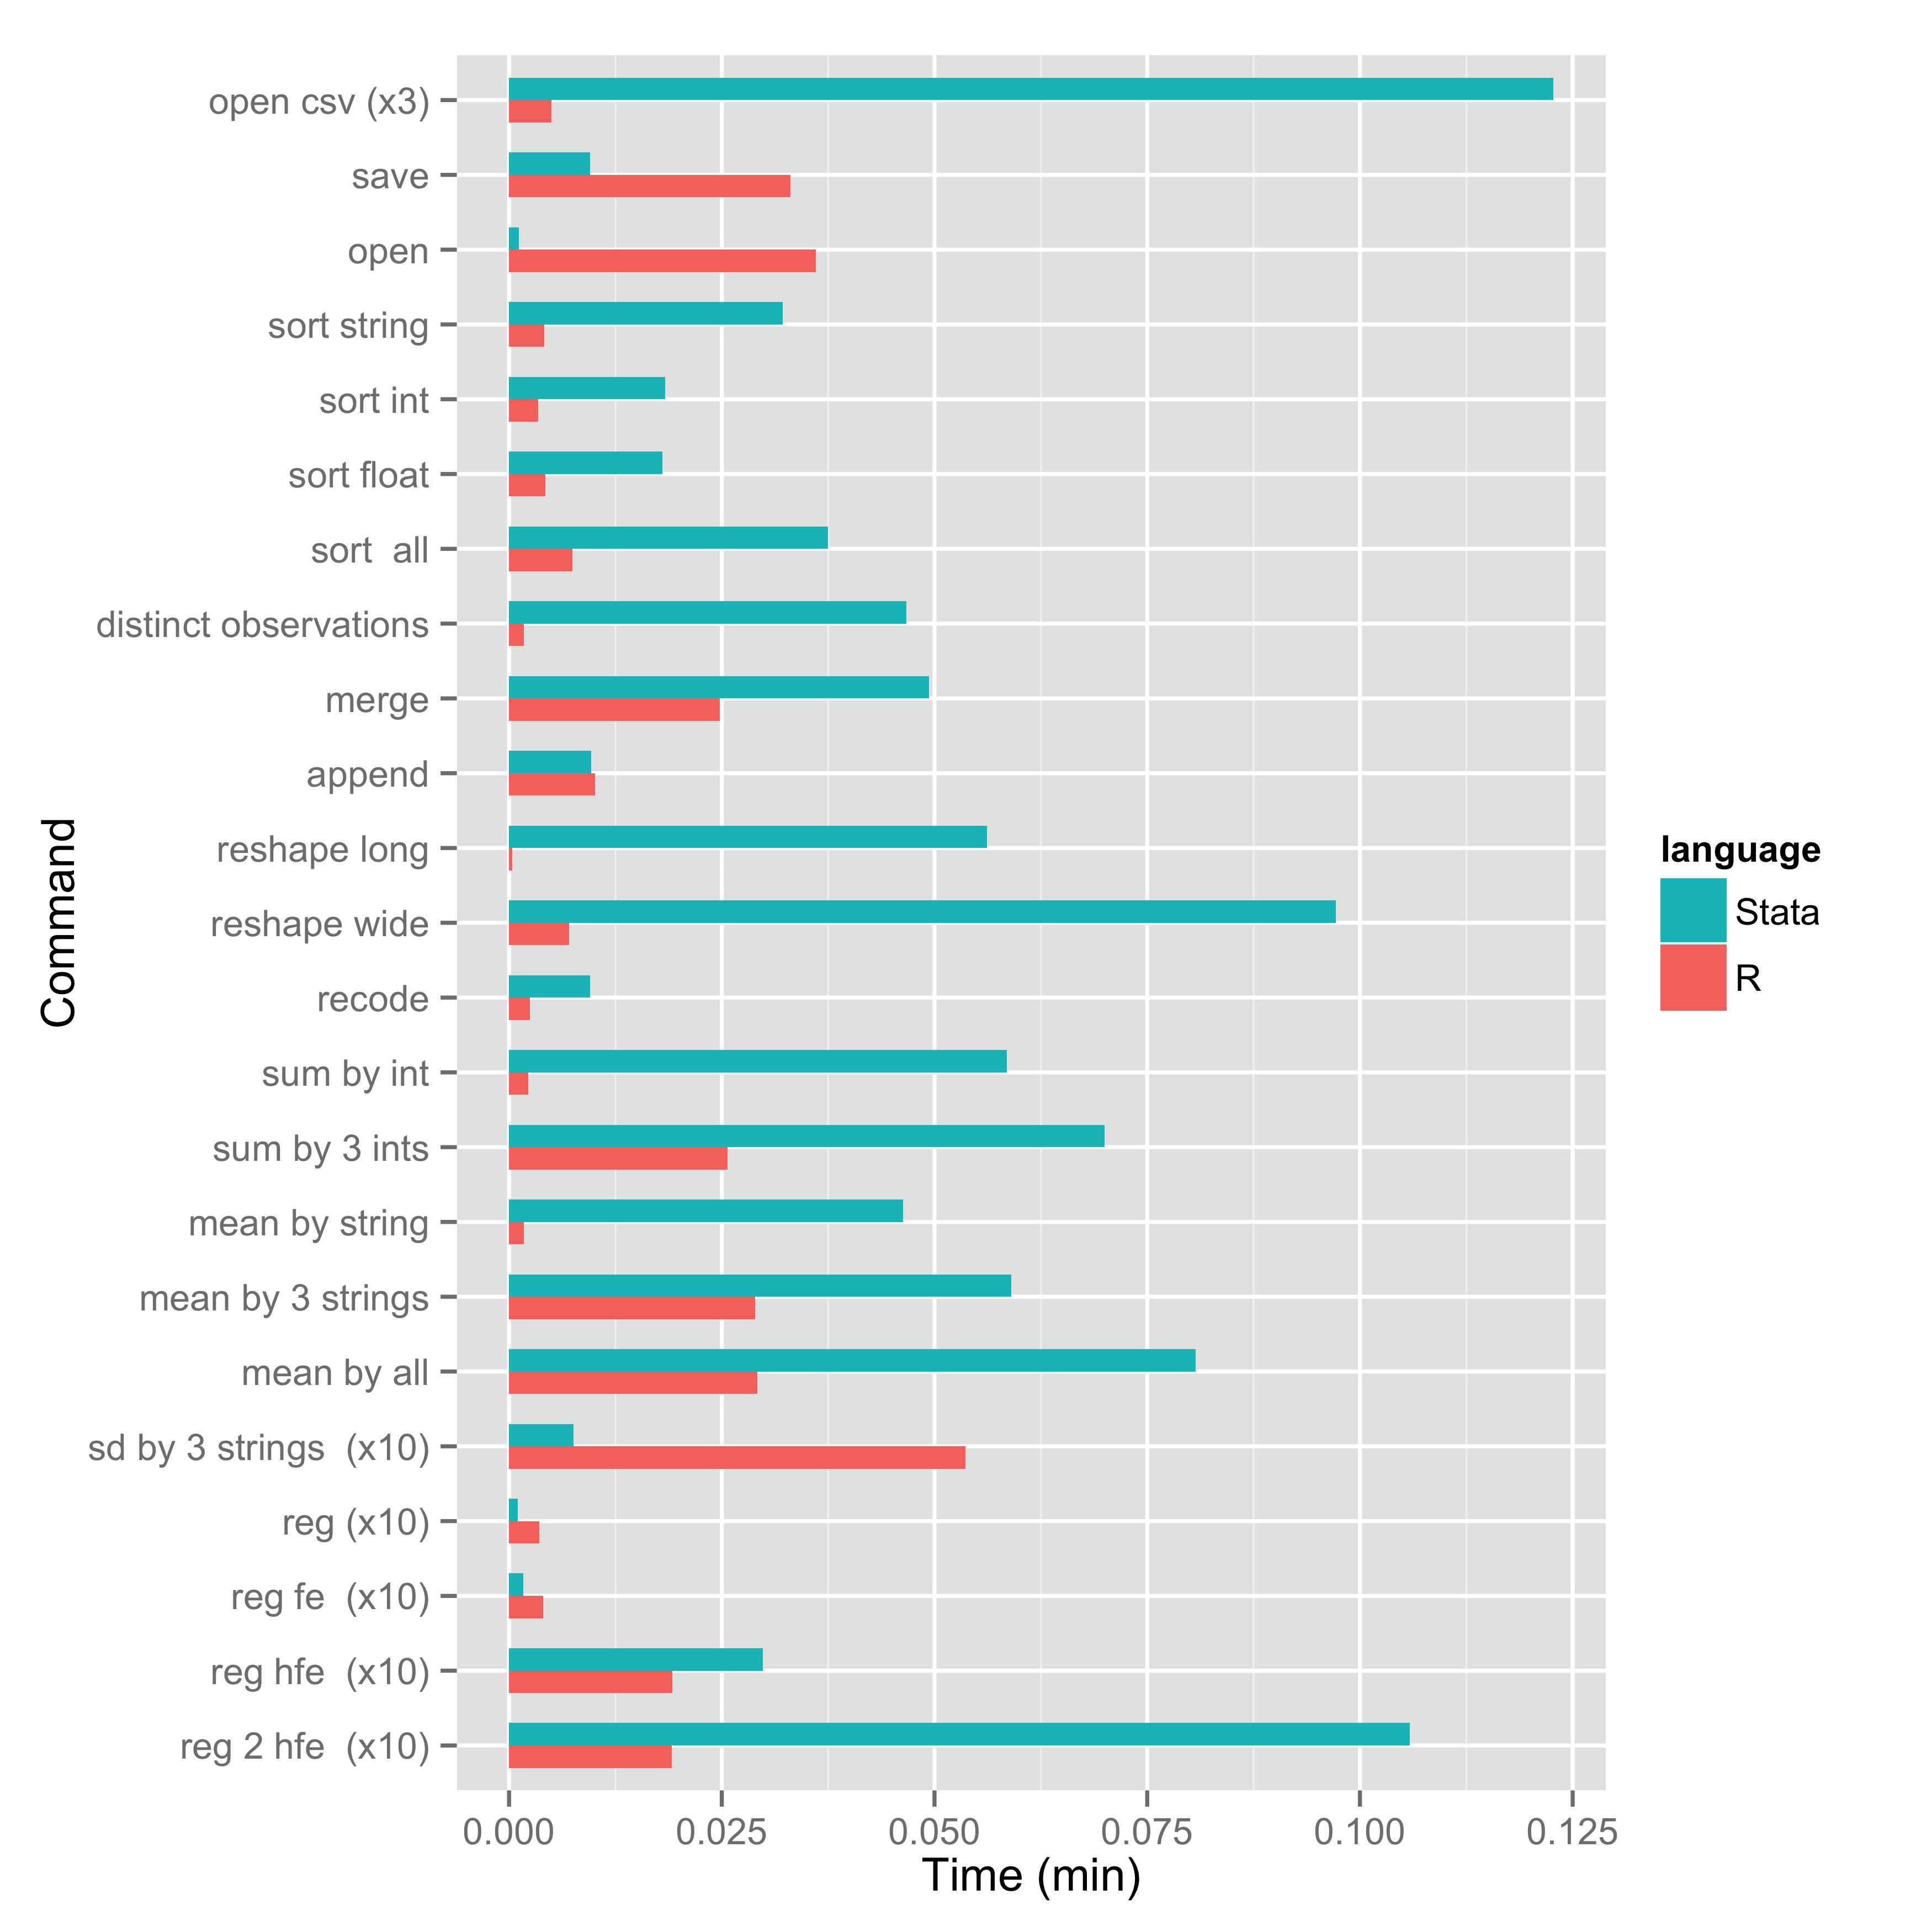 open csv (x3)
save
open
sort string
sort int
sort float
sort  all
distinct observations
merge
append
reshape long
reshape wide
recode
sum by int
sum by 3 ints
mean by string
mean by 3 strings
mean by all
sd by 3 strings  (x10)
reg (x10)
reg fe  (x10)
reg hfe  (x10)
reg 2 hfe  (x10)
Command
0.000 0.025 0.050 0.075 0.100 0.125
Time (min)
language
Stata
R